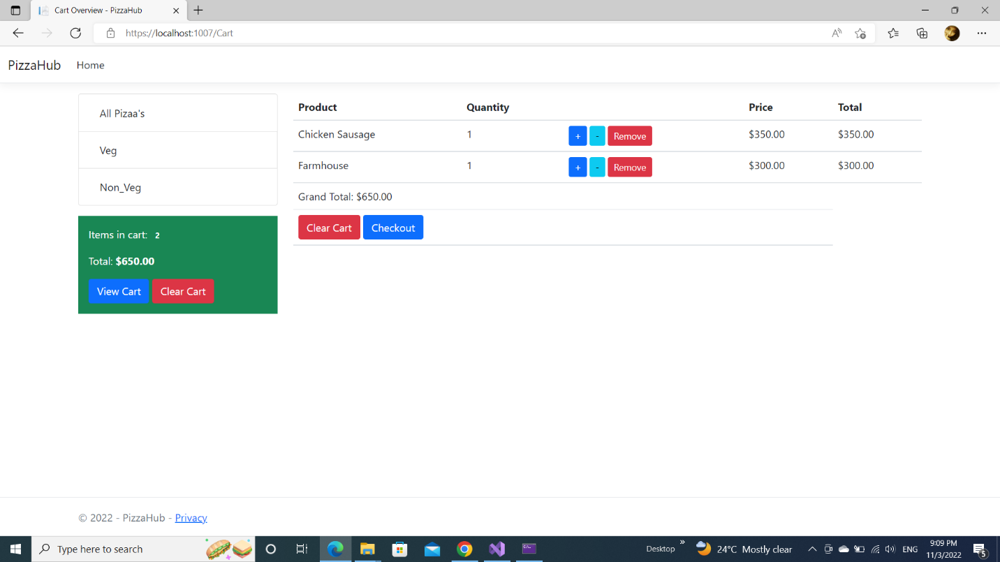 Cart Overview - PizzaHub
https://localhost:1007/Cart
PizzaHub Home
All Pizaa's
Veg
Non_Veg
Items in cart: 2
Total: $650.00
View Cart Clear Cart
Product Quantity Price Total
Chicken Sausage 1 + - Remove $350.00 $350.00
Farmhouse 1 + - Remove $300.00 $300.00
Grand Total: $650.00
Clear Cart Checkout
© 2022 - PizzaHub - Privacy
Type here to search
Desktop
24°C Mostly clear
ENG
9:09 PM
11/3/2022
5